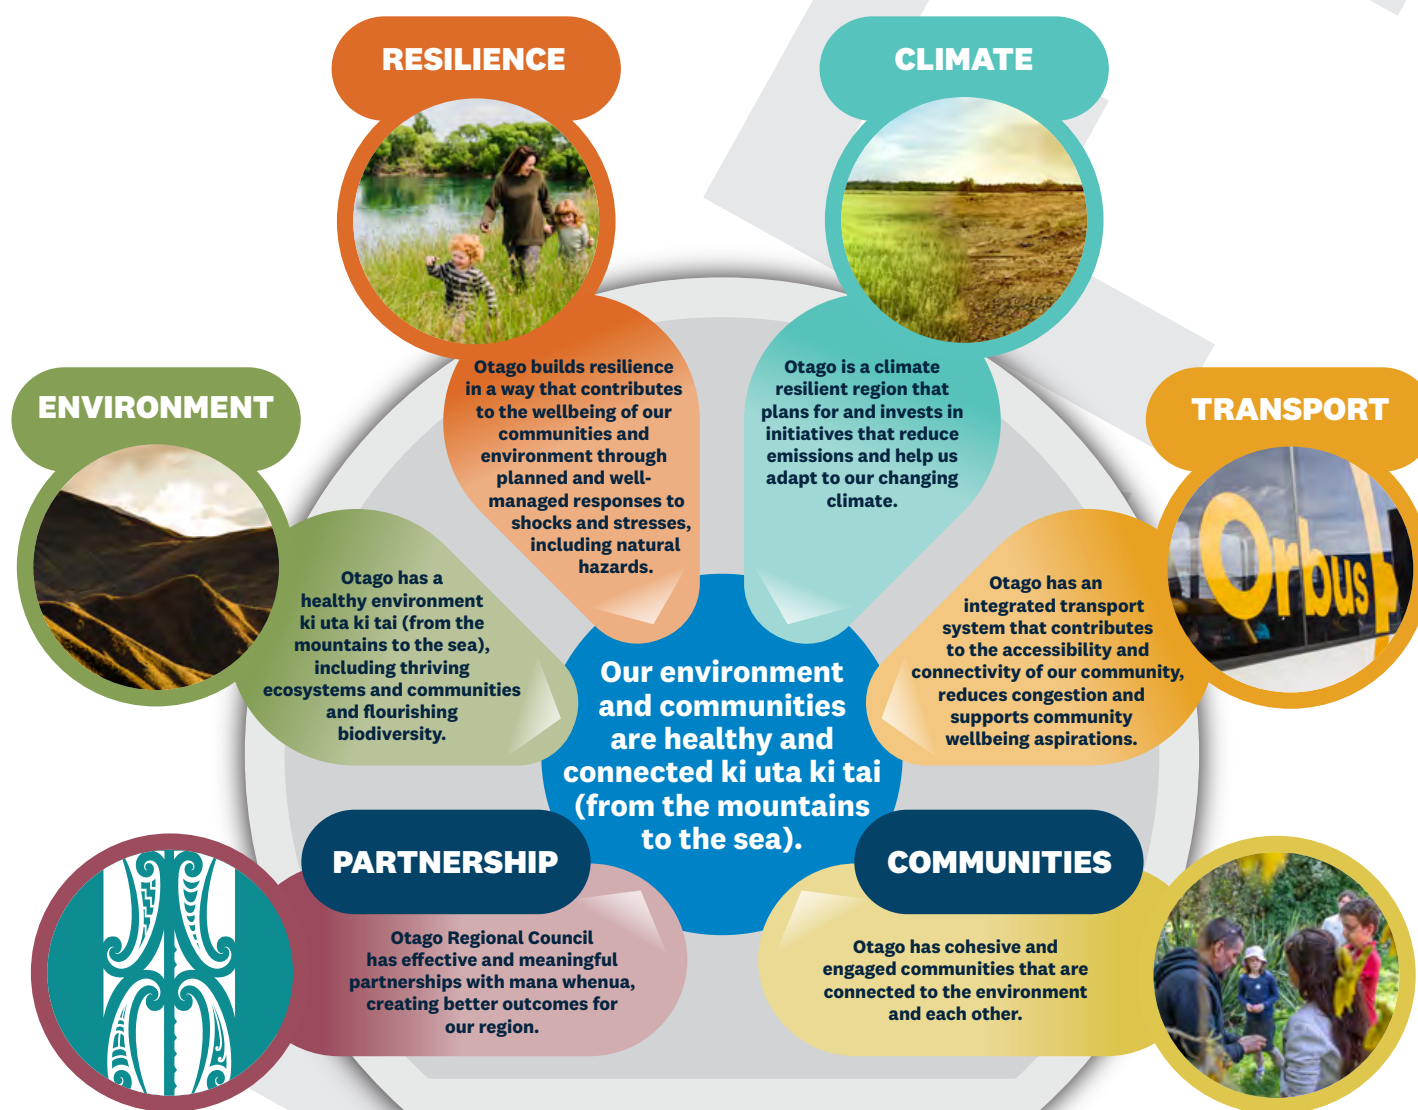 RESILIENCE
Otago builds resilience
in a way that contributes
to the wellbeing of our
communities and
environment through
planned and well-
managed responses to
shocks and stresses,
including natural
hazards.
CLIMATE
Otago is a climate
resilient region that
plans for and invests in
initiatives that reduce
emissions and help us
adapt to our changing
climate.
ENVIRONMENT
Otago has a
healthy environment
ki uta ki tai (from the
mountains to the sea),
including thriving
ecosystems and communities
and flourishing
biodiversity.
TRANSPORT
Orbus
Otago has an
integrated transport
system that contributes
to the accessibility and
connectivity of our community,
reduces congestion and
supports community
wellbeing aspirations.
Our environment
and communities
are healthy and
connected ki uta ki tai
(from the mountains
to the sea).
PARTNERSHIP
Otago Regional Council
has effective and meaningful
partnerships with mana whenua,
creating better outcomes for
our region.
COMMUNITIES
Otago has cohesive and
engaged communities that are
connected to the environment
and each other.